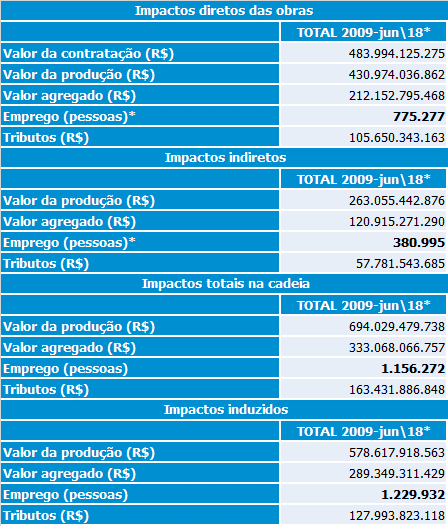 Impactos diretos das obras
TOTAL 2009-jun\18*
Valor da contratação (R$) 483.994.125.275
Valor da produção (R$) 430.974.036.862
Valor agregado (R$) 212.152.795.468
Emprego (pessoas)* 775.277
Tributos (R$) 105.650.343.163
Impactos indiretos
TOTAL 2009-jun\18*
Valor da produção (R$) 263.055.442.876
Valor agregado (R$) 120.915.271.290
Emprego (pessoas)* 380.995
Tributos (R$) 57.781.543.685
Impactos totais na cadeia
TOTAL 2009-jun\18*
Valor da produção (R$) 694.029.479.738
Valor agregado (R$) 333.068.066.757
Emprego (pessoas) 1.156.272
Tributos (R$) 163.431.886.848
Impactos induzidos
TOTAL 2009-jun\18*
Valor da produção (R$) 578.617.918.563
Valor agregado (R$) 289.349.311.429
Emprego (pessoas) 1.229.932
Tributos (R$) 127.993.823.118